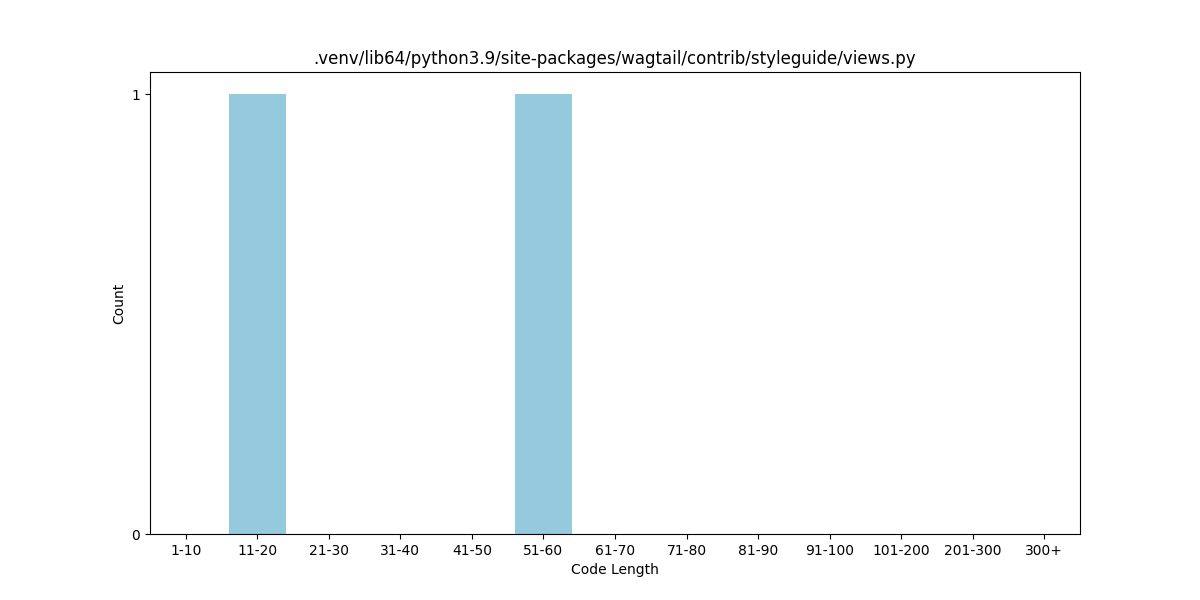 .venv/lib64/python3.9/site-packages/wagtail/contrib/styleguide/views.py
1
Count
0
1-10 11-20 21-30 31-40 41-50 51-60 61-70 71-80 81-90 91-100 101-200 201-300 300+
Code Length